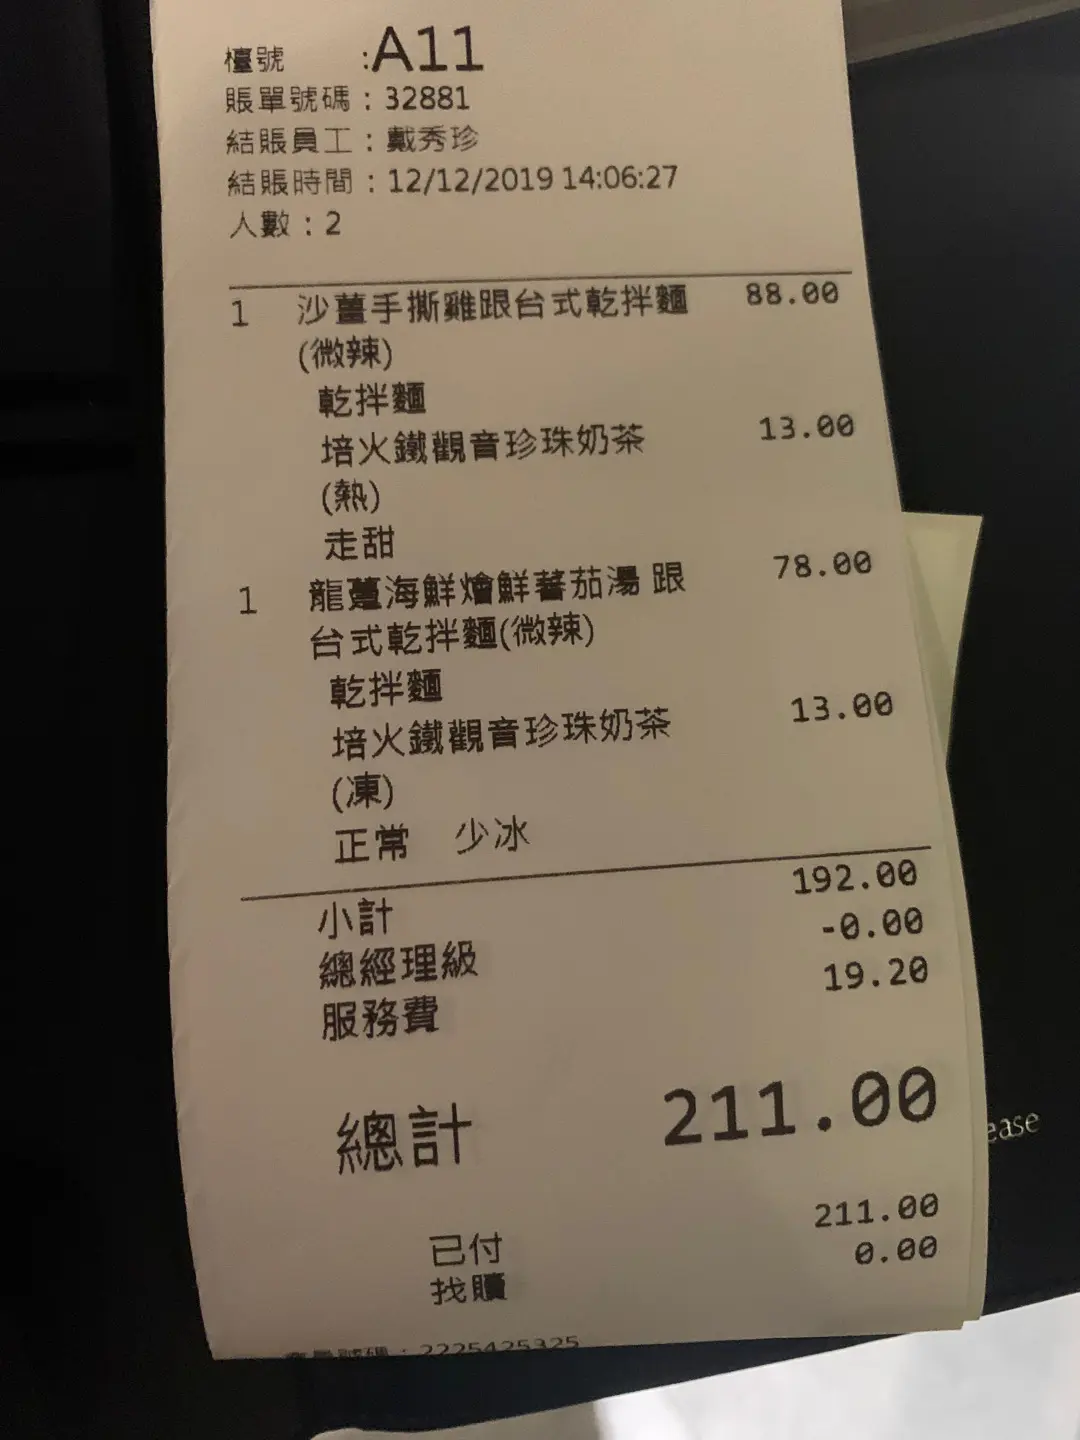 檯號 :A11
賬單號碼：32881
結賬員工：戴秀珍
結賬時間：12/12/2019 14:06:27
人數：2
1 沙薑手撕雞跟台式乾拌麵 88.00
(微辣)
乾拌麵
培火鐵觀音珍珠奶茶 13.00
(熱)
走甜
1 龍躉海鮮燴鮮蕃茄湯 跟 78.00
台式乾拌麵(微辣)
乾拌麵
培火鐵觀音珍珠奶茶 13.00
(凍)
正常 少冰
小計 192.00
總經理級 -0.00
服務費 19.20
總計 211.00
已付 211.00
找贖 0.00
會員號碼：2225425325
ease